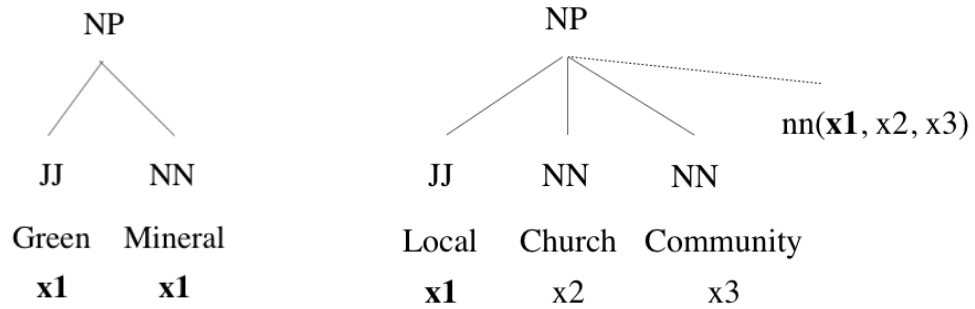 NP NP
nn(x1, x2, x3)
JJ NN JJ NN NN
Green Mineral Local Church Community
x1 x1 x1 x2 x3